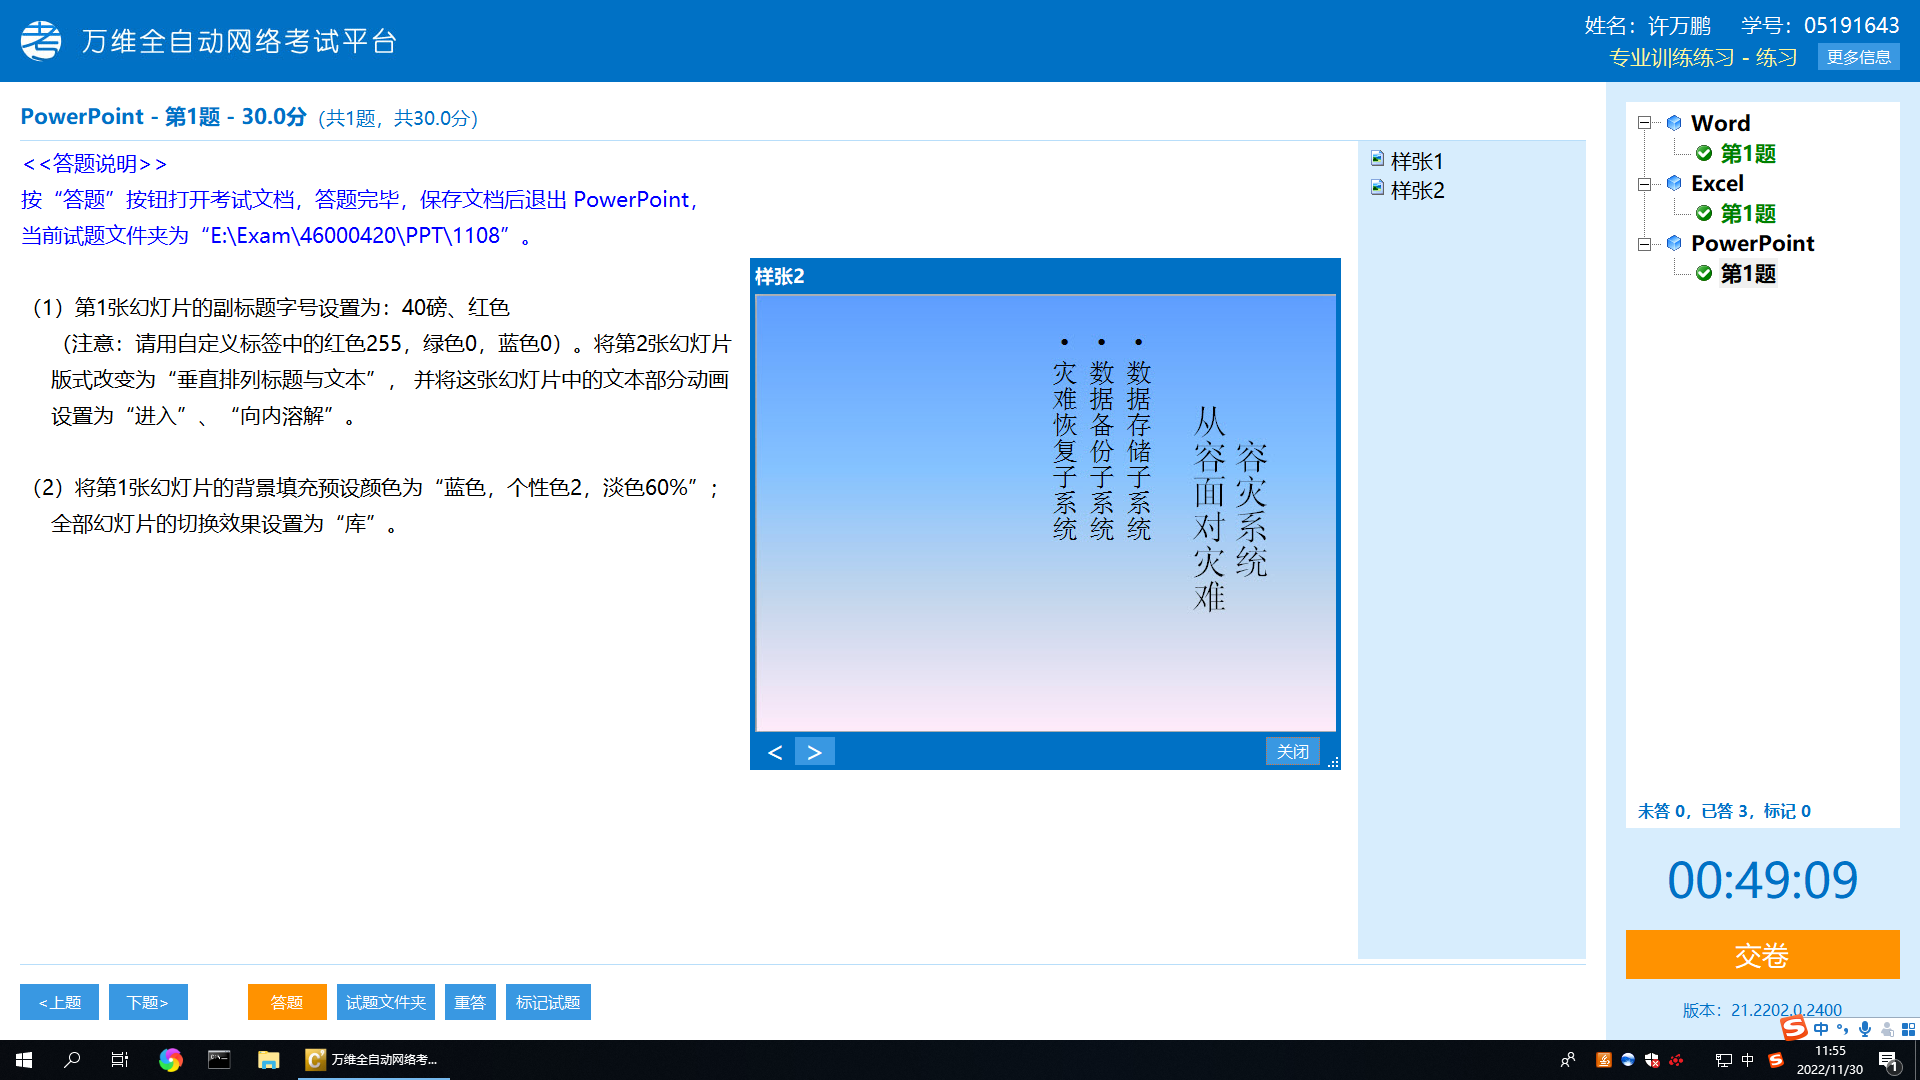 万维全自动网络考试平台
姓名：许万鹏 学号：05191643
专业训练练习 - 练习 更多信息
PowerPoint - 第1题 - 30.0分 (共1题，共30.0分)
<<答题说明>>
按“答题”按钮打开考试文档，答题完毕，保存文档后退出 PowerPoint，
当前试题文件夹为“E:\Exam\46000420\PPT\1108”。
（1）第1张幻灯片的副标题字号设置为：40磅、红色
（注意：请用自定义标签中的红色255，绿色0，蓝色0）。将第2张幻灯片
版式改变为“垂直排列标题与文本”， 并将这张幻灯片中的文本部分动画
设置为“进入”、“向内溶解”。
（2）将第1张幻灯片的背景填充预设颜色为“蓝色，个性色2，淡色60%”；
全部幻灯片的切换效果设置为“库”。
样张2
容灾系统
从容面对灾难
• 数据存储子系统
• 数据备份子系统
• 灾难恢复子系统
< >
关闭
样张1
样张2
Word
第1题
Excel
第1题
PowerPoint
第1题
未答 0，已答 3，标记 0
00:49:09
交卷
版本：21.2202.0.2400
<上题 下题> 答题 试题文件夹 重答 标记试题
中
万维全自动网络考...
中
11:55
2022/11/30
1